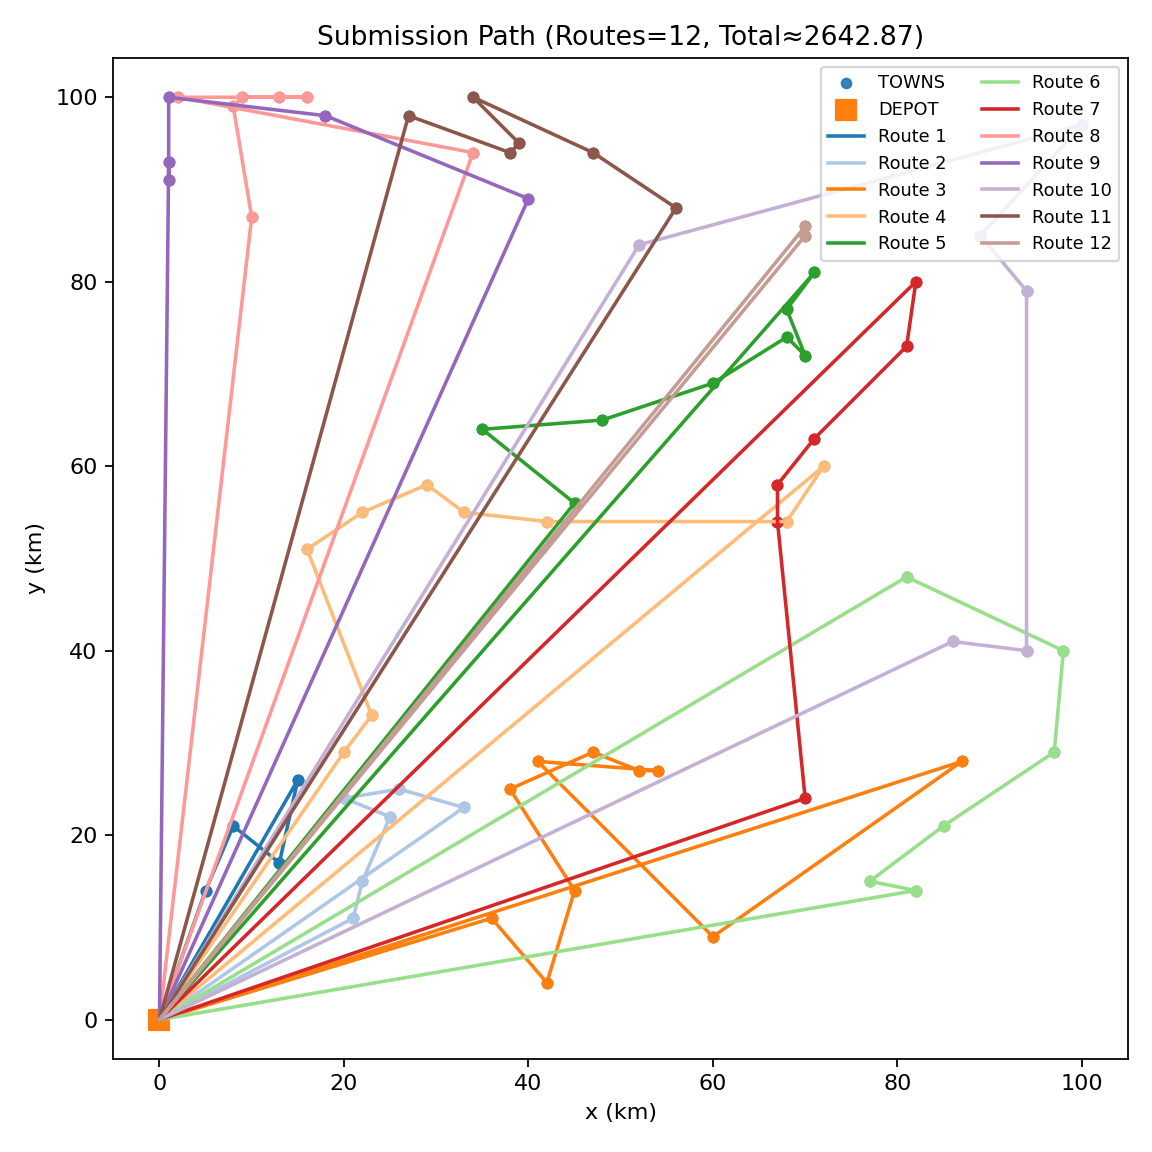 Submission Path (Routes=12, Total≈2642.87)
TOWNS
DEPOT
Route 1
Route 2
Route 3
Route 4
Route 5
Route 6
Route 7
Route 8
Route 9
Route 10
Route 11
Route 12
100
80
60
40
20
0
y (km)
0 20 40 60 80 100
x (km)